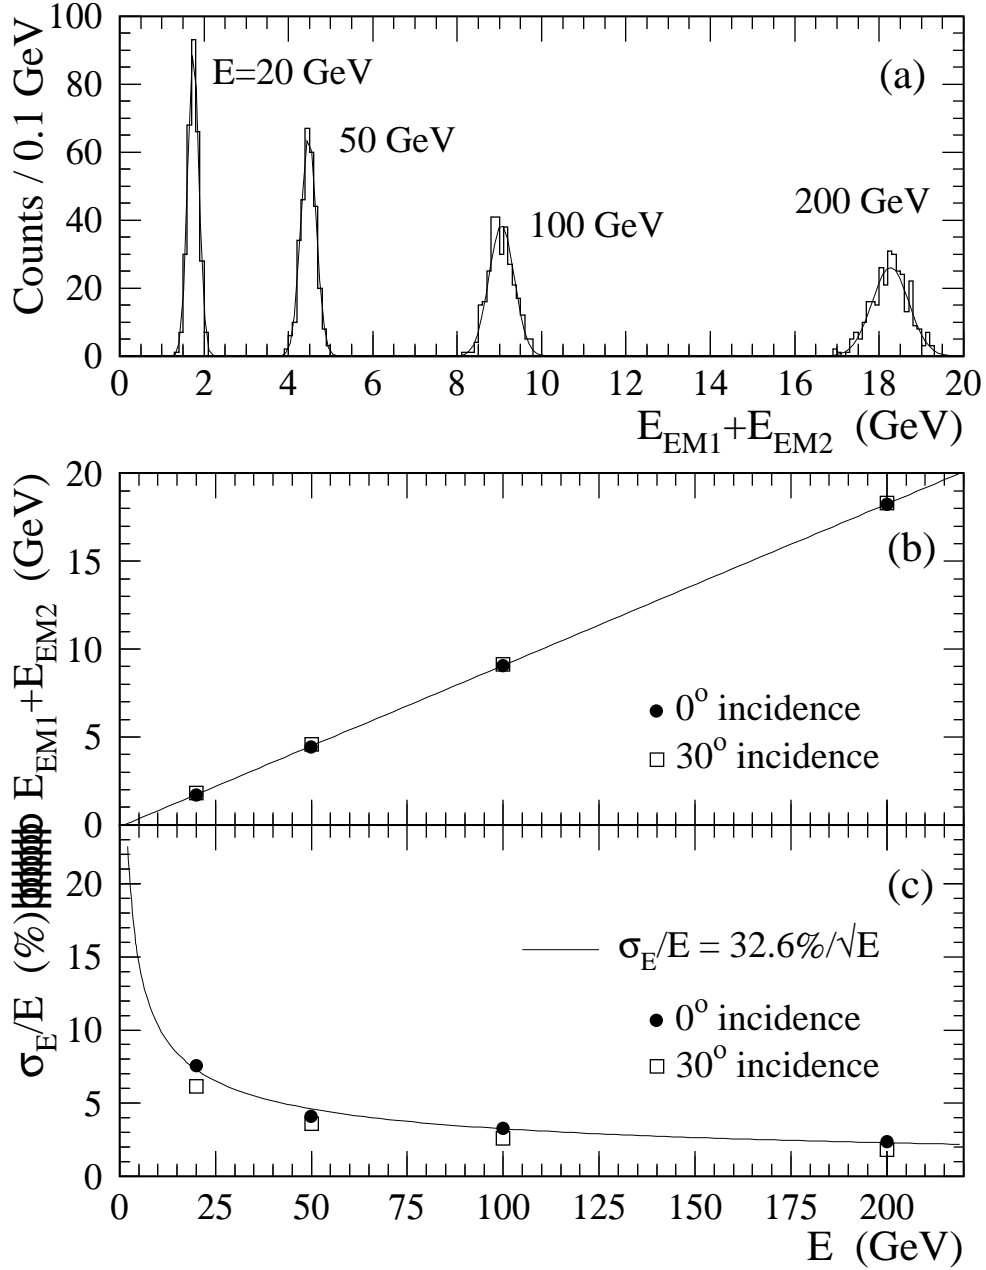 100
80
60
40
20
0
Counts / 0.1 GeV
E=20 GeV
50 GeV
100 GeV
200 GeV
(a)
0 2 4 6 8 10 12 14 16 18 20
E_EM1+E_EM2 (GeV)
20
15
10
5
0
E_EM1+E_EM2 (GeV)
(b)
0° incidence
30° incidence
20
15
10
5
0
σ_E/E (%)
(c)
σ_E/E = 32.6%/√E
0° incidence
30° incidence
0 25 50 75 100 125 150 175 200
E (GeV)